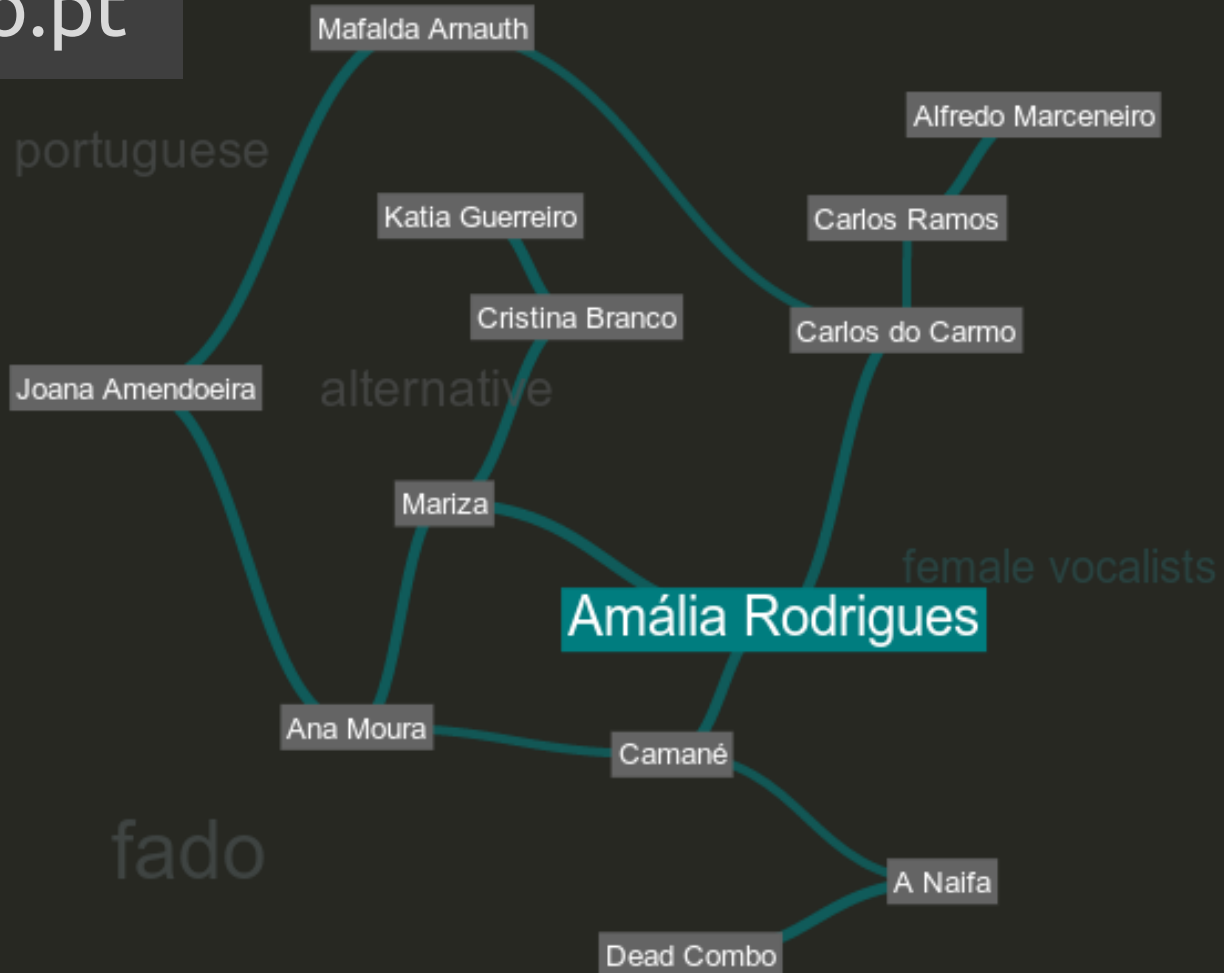 o.pt
Mafalda Arnauth
Alfredo Marceneiro
portuguese
Katia Guerreiro
Carlos Ramos
Cristina Branco
Carlos do Carmo
Joana Amendoeira
alternative
Mariza
female vocalists
Amália Rodrigues
Ana Moura
Camané
fado
A Naifa
Dead Combo